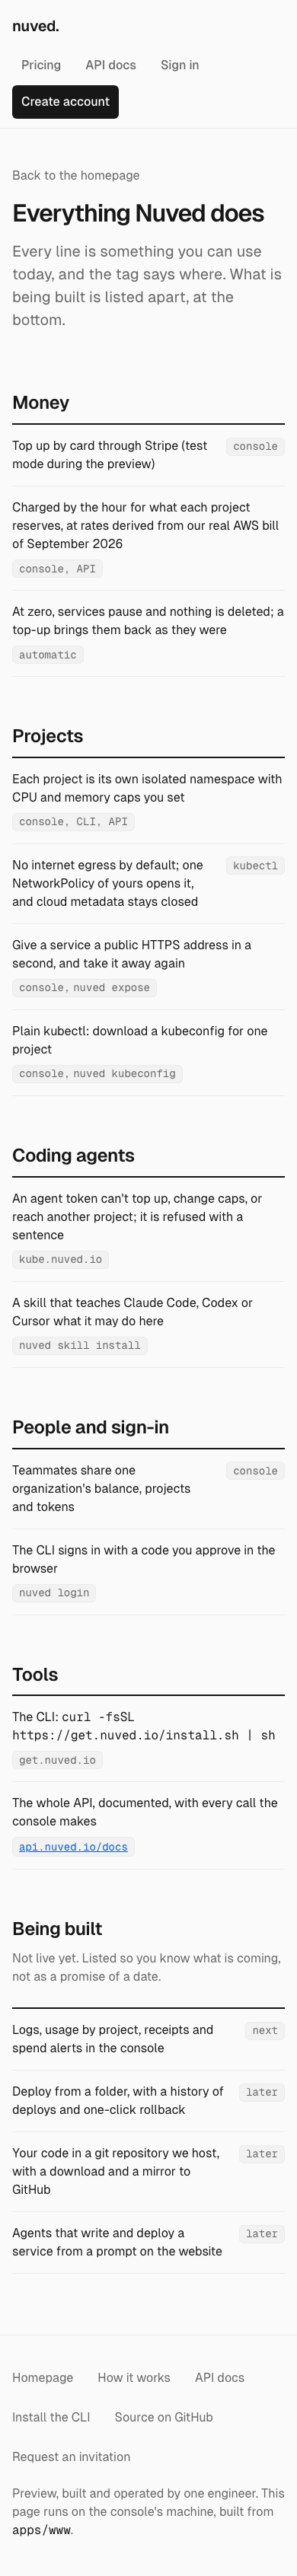 nuved.
Pricing API docs Sign in
Create account
Back to the homepage
Everything Nuved does
Every line is something you can use
today, and the tag says where. What is
being built is listed apart, at the
bottom.
Money
Top up by card through Stripe (test console
mode during the preview)
Charged by the hour for what each project
reserves, at rates derived from our real AWS bill
of September 2026
console, API
At zero, services pause and nothing is deleted; a
top-up brings them back as they were
automatic
Projects
Each project is its own isolated namespace with
CPU and memory caps you set
console, CLI, API
No internet egress by default; one kubectl
NetworkPolicy of yours opens it,
and cloud metadata stays closed
Give a service a public HTTPS address in a
second, and take it away again
console, nuved expose
Plain kubectl: download a kubeconfig for one
project
console, nuved kubeconfig
Coding agents
An agent token can't top up, change caps, or
reach another project; it is refused with a
sentence
kube.nuved.io
A skill that teaches Claude Code, Codex or
Cursor what it may do here
nuved skill install
People and sign-in
Teammates share one console
organization's balance, projects
and tokens
The CLI signs in with a code you approve in the
browser
nuved login
Tools
The CLI: curl -fsSL
https://get.nuved.io/install.sh | sh
get.nuved.io
The whole API, documented, with every call the
console makes
api.nuved.io/docs
Being built
Not live yet. Listed so you know what is coming,
not as a promise of a date.
Logs, usage by project, receipts and next
spend alerts in the console
Deploy from a folder, with a history of later
deploys and one-click rollback
Your code in a git repository we host, later
with a download and a mirror to
GitHub
Agents that write and deploy a later
service from a prompt on the website
Homepage How it works API docs
Install the CLI Source on GitHub
Request an invitation
Preview, built and operated by one engineer. This
page runs on the console's machine, built from
apps/www.